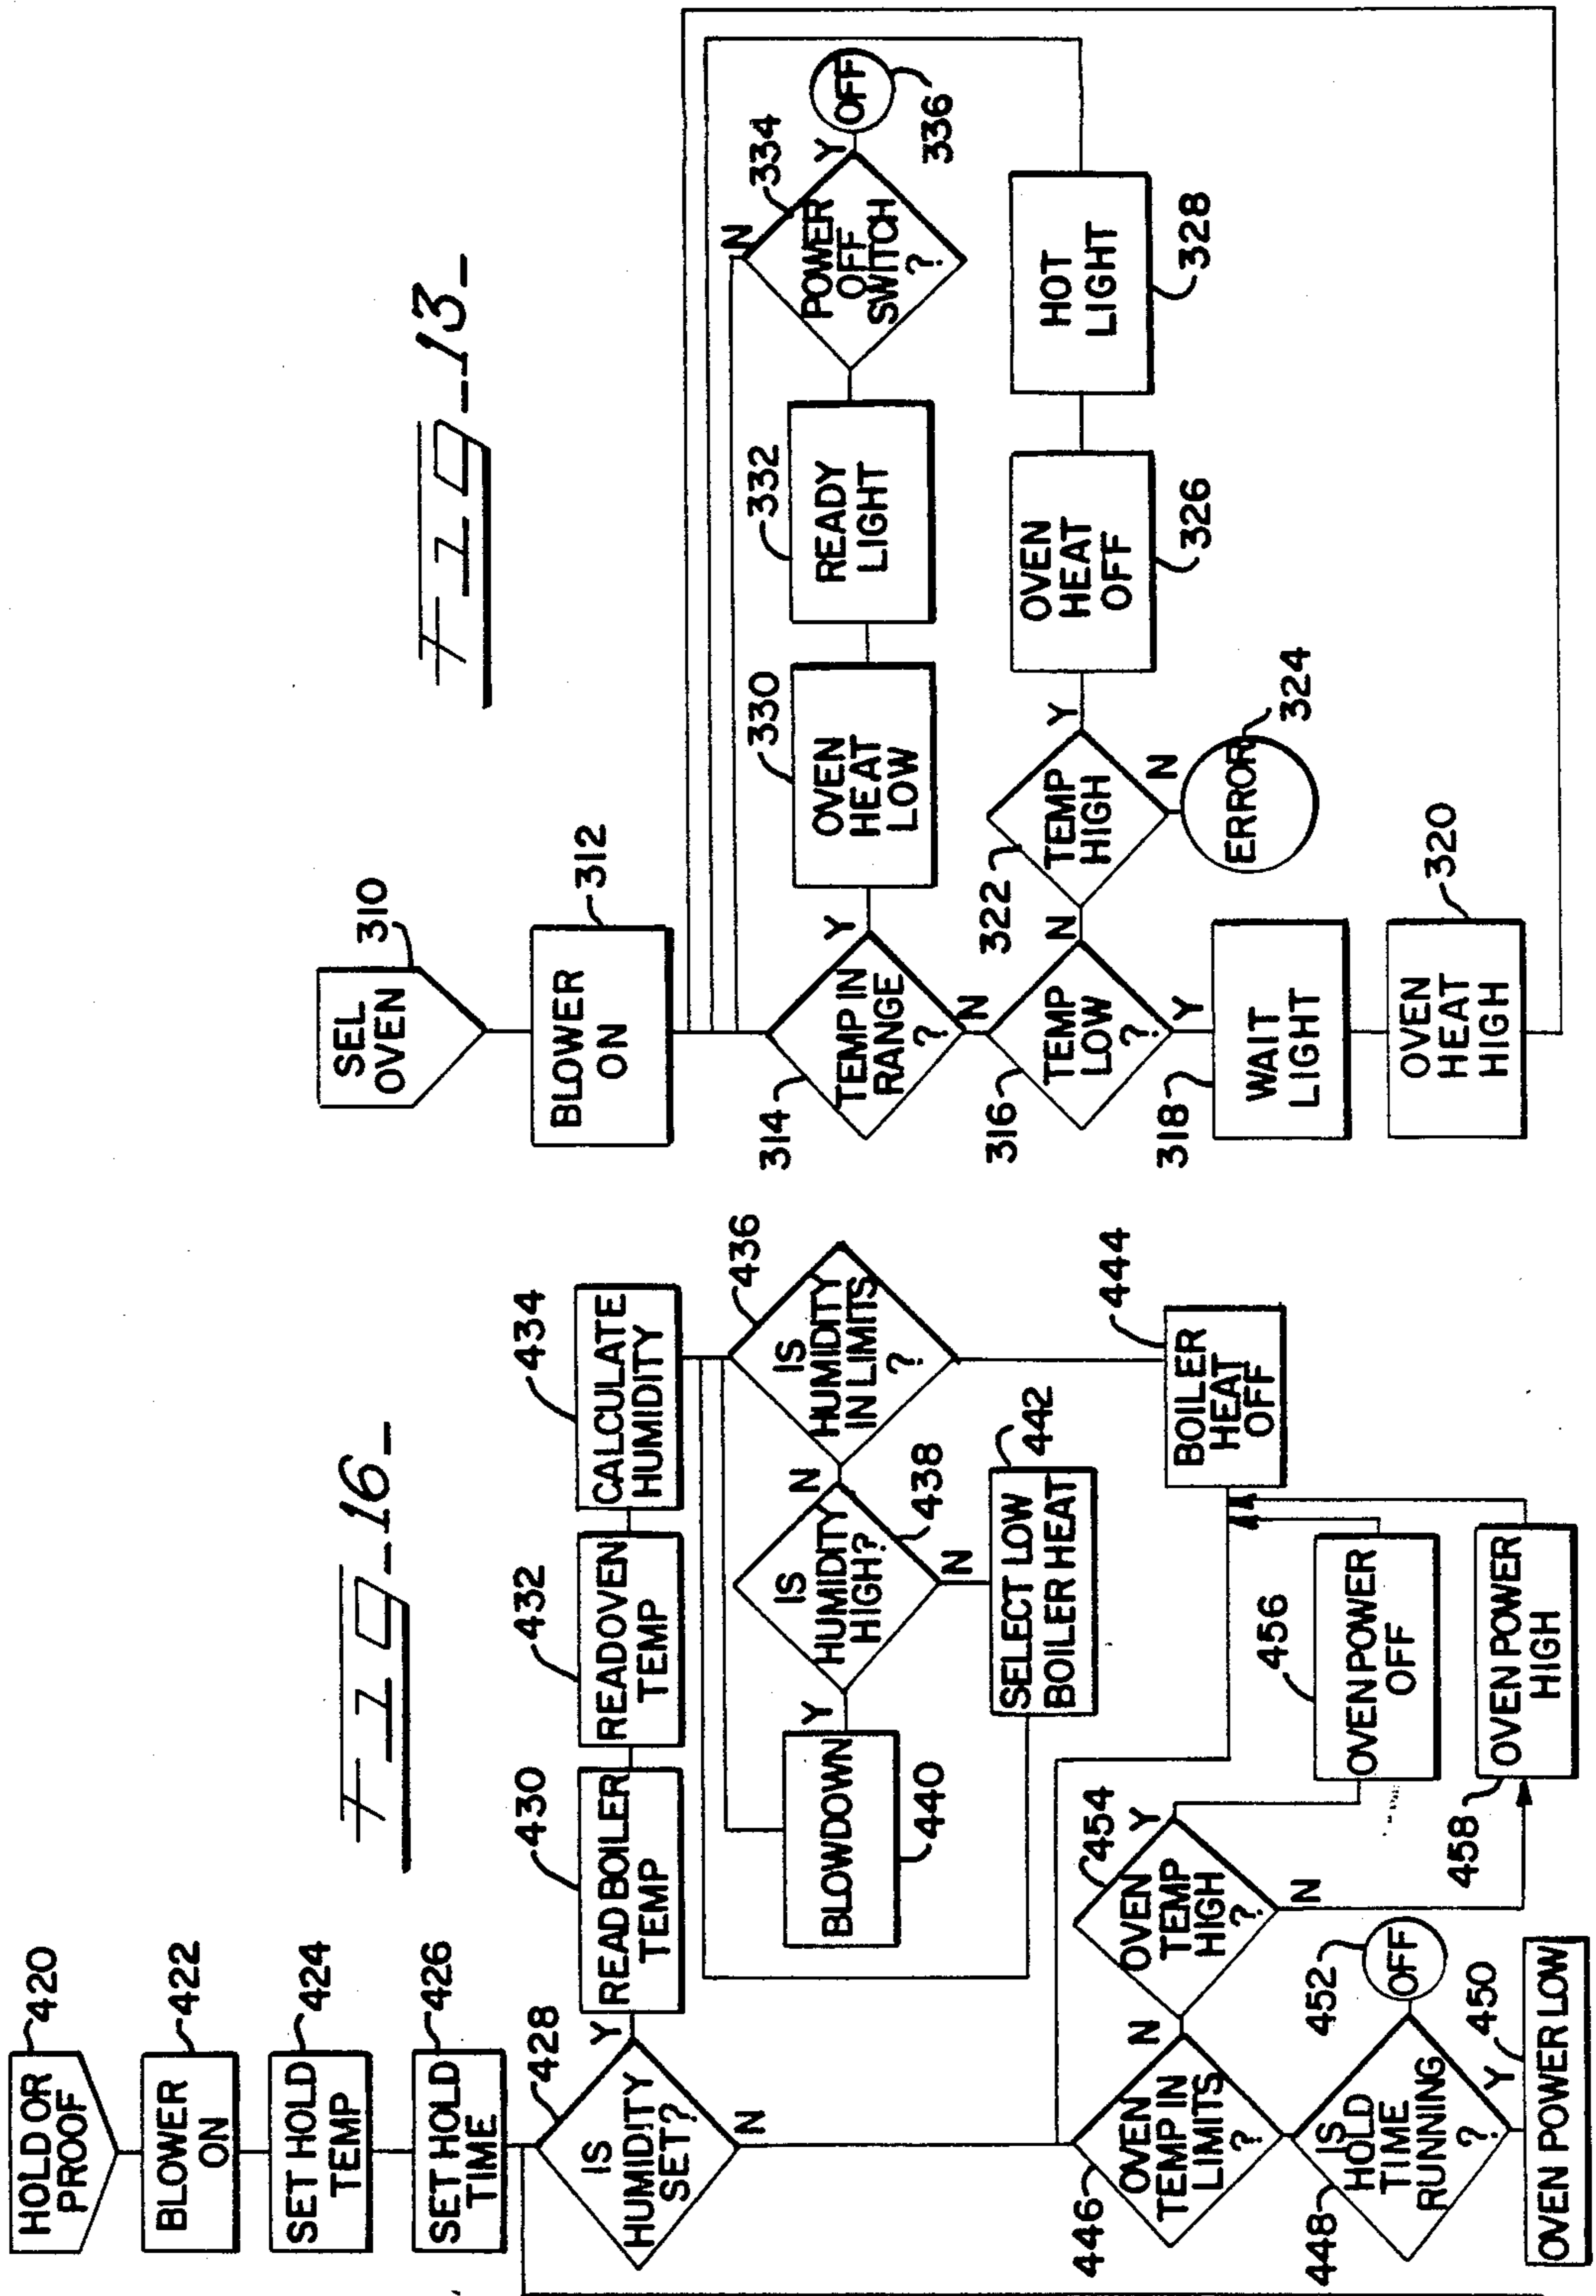 Fig-16-
HOLD OR
PROOF
420
BLOWER
ON
422
SET HOLD
TEMP
424
SET HOLD
TIME
426
IS
HUMIDITY
SET?
428
Y
N
READ BOILER
TEMP
430
READ OVEN
TEMP
432
CALCULATE
HUMIDITY
434
IS
HUMIDITY
IN LIMITS
?
436
N
IS
HUMIDITY
HIGH?
438
Y
N
BLOWDOWN
440
SELECT LOW
BOILER HEAT
442
BOILER
HEAT
OFF
444
OVEN
TEMP IN
LIMITS
?
446
N
OVEN
TEMP
HIGH
?
454
Y
N
OVEN POWER
OFF
456
OVEN POWER
HIGH
458
IS
HOLD
TIME
RUNNING
?
448
Y
OFF
452
OVEN POWER LOW
450
Fig-13-
SEL
OVEN
310
BLOWER
ON
312
TEMP IN
RANGE
?
314
Y
N
OVEN
HEAT
LOW
330
READY
LIGHT
332
POWER
OFF
SWITCH
?
334
N
Y
OFF
336
TEMP
LOW
?
316
N
Y
TEMP
HIGH
322
Y
N
ERROR
324
OVEN
HEAT
OFF
326
HOT
LIGHT
328
WAIT
LIGHT
318
OVEN
HEAT
HIGH
320